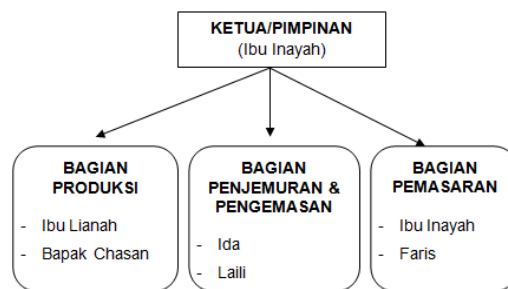 KETUA/PIMPINAN
(Ibu Inayah)
BAGIAN
PRODUKSI
- Ibu Lianah
- Bapak Chasan
BAGIAN
PENJEMURAN &
PENGEMASAN
- Ida
- Laili
BAGIAN
PEMASARAN
- Ibu Inayah
- Faris